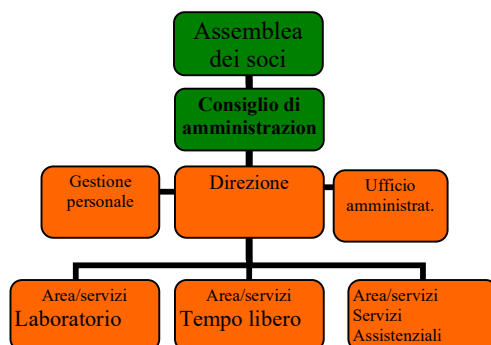 Assemblea
dei soci
Consiglio di
amministrazion
Gestione
personale
Direzione
Ufficio
amministrat.
Area/servizi
Laboratorio
Area/servizi
Tempo libero
Area/servizi
Servizi
Assistenziali